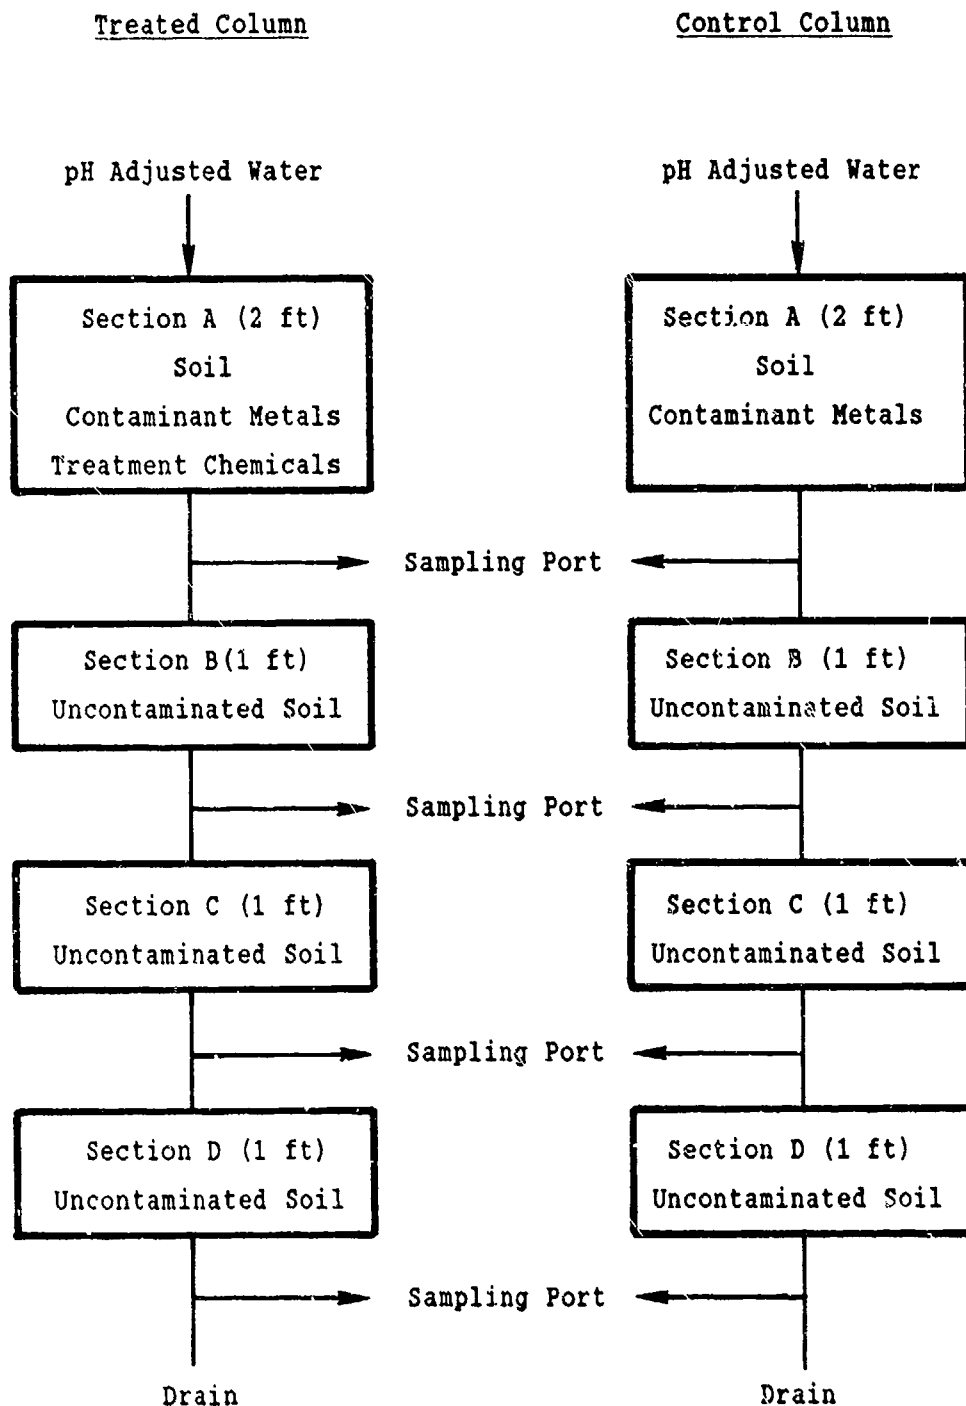 Treated Column
Control Column
pH Adjusted Water
pH Adjusted Water
Section A (2 ft)
Soil
Contaminant Metals
Treatment Chemicals
Section A (2 ft)
Soil
Contaminant Metals
Sampling Port
Section B(1 ft)
Uncontaminated Soil
Section B (1 ft)
Uncontaminated Soil
Sampling Port
Section C (1 ft)
Uncontaminated Soil
Section C (1 ft)
Uncontaminated Soil
Sampling Port
Section D (1 ft)
Uncontaminated Soil
Section D (1 ft)
Uncontaminated Soil
Sampling Port
Drain
Drain